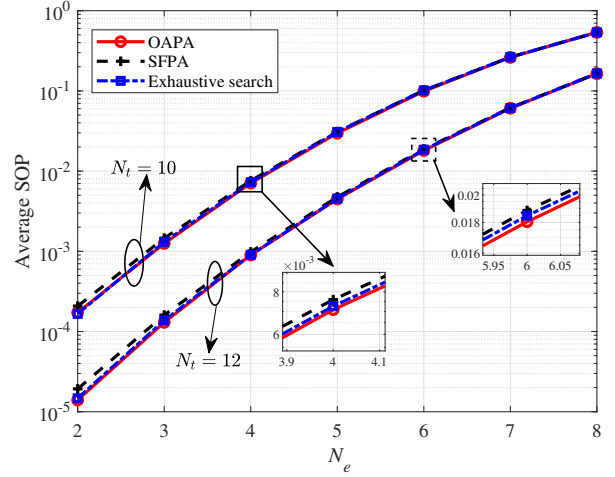 10^0
10^-1
10^-2
10^-3
10^-4
10^-5
Average SOP
OAPA
SFPA
Exhaustive search
N_t = 10
N_t = 12
0.02
0.018
0.016
5.95 6 6.05
×10^-3
8
6
3.9 4 4.1
2 3 4 5 6 7 8
N_e